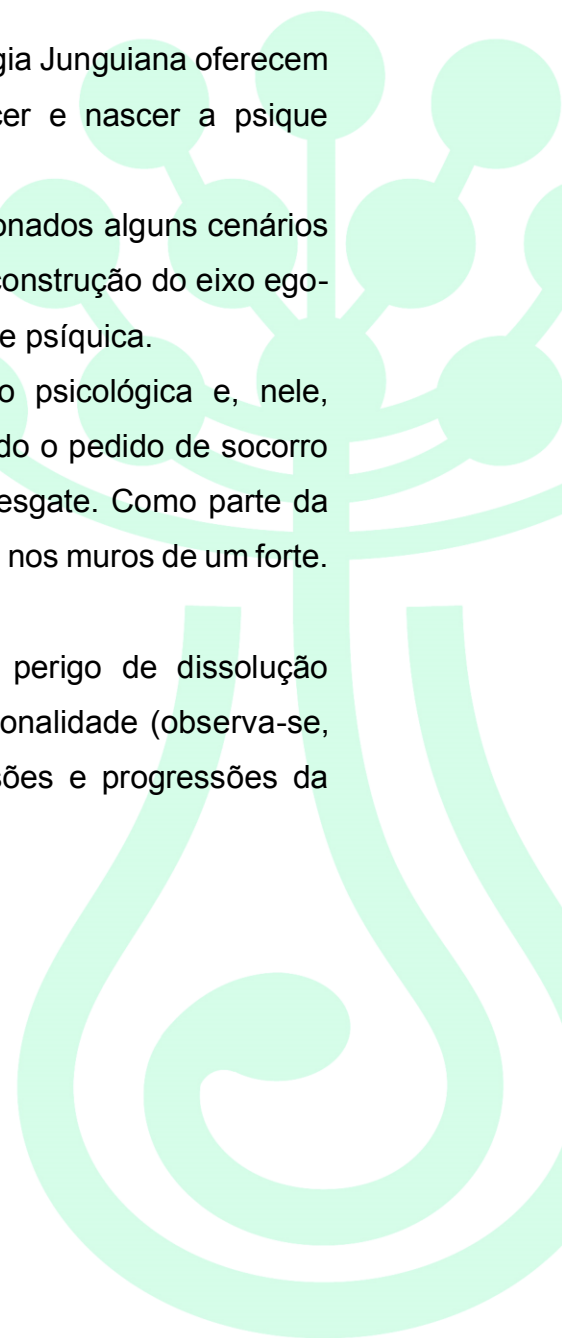 gia Junguiana oferecem
cer e nascer a psique
onados alguns cenários
construção do eixo ego-
e psíquica.
o psicológica e, nele,
do o pedido de socorro
esgate. Como parte da
nos muros de um forte.
perigo de dissolução
onalidade (observa-se,
sões e progressões da